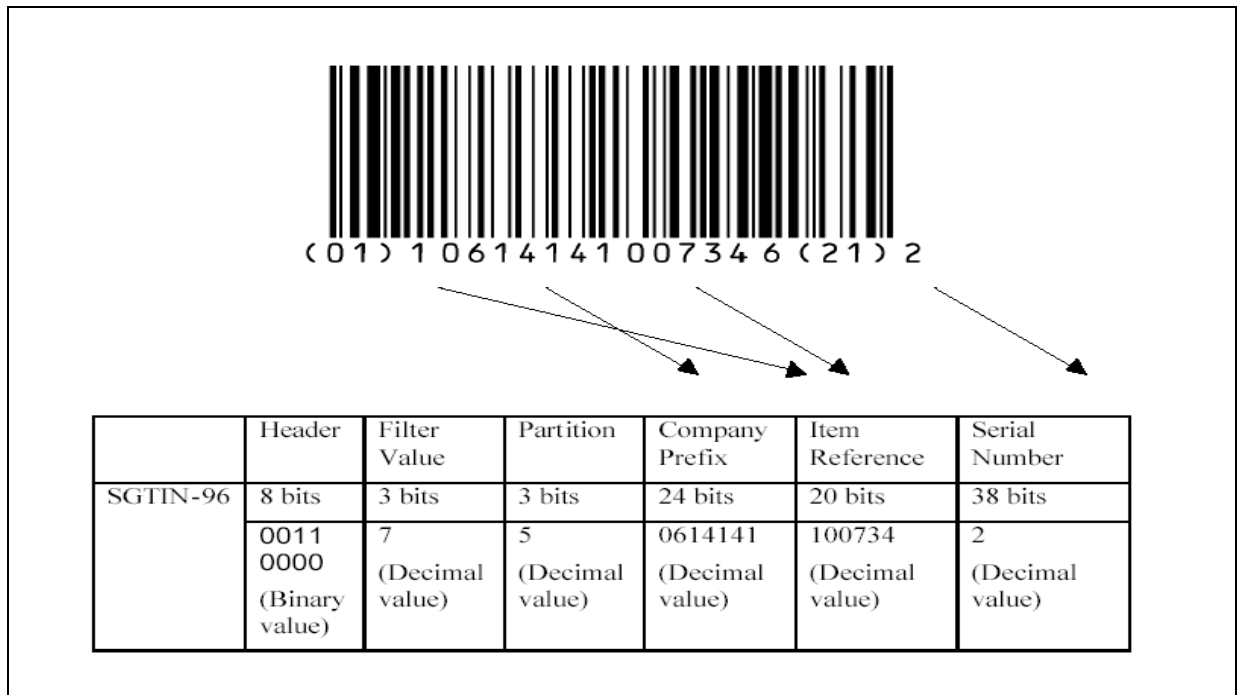 (01) 1 0614141 00734 6 (21) 2
Header
Filter Value
Partition
Company Prefix
Item Reference
Serial Number
SGTIN-96
8 bits
3 bits
3 bits
24 bits
20 bits
38 bits
0011 0000 (Binary value)
7 (Decimal value)
5 (Decimal value)
0614141 (Decimal value)
100734 (Decimal value)
2 (Decimal value)